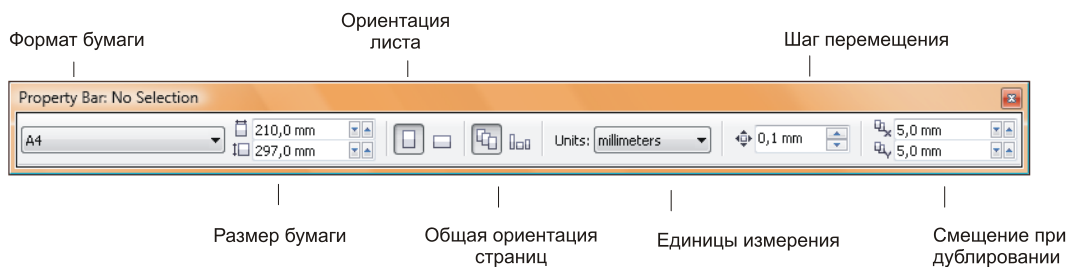 Формат бумаги
Ориентация
листа
Шаг перемещения
Property Bar: No Selection
A4
210,0 mm
297,0 mm
Units: millimeters
0,1 mm
5,0 mm
5,0 mm
Размер бумаги
Общая ориентация
страниц
Единицы измерения
Смещение при
дублировании